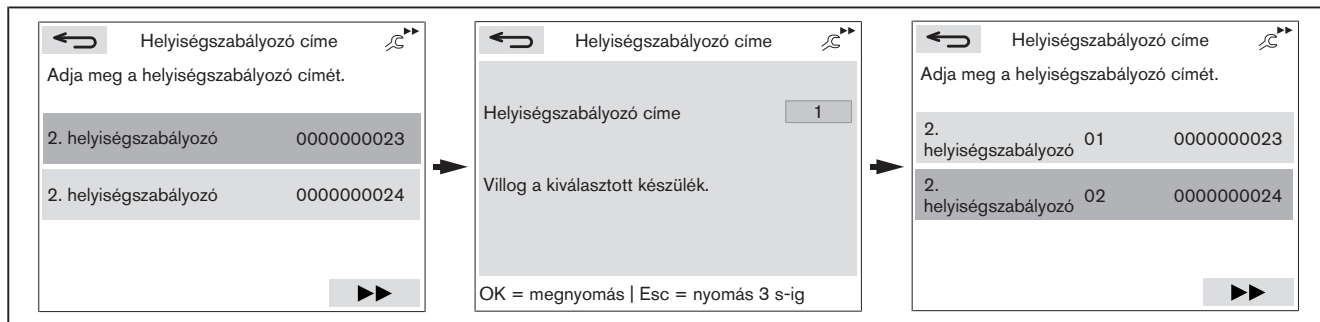 Helyiségszabályozó címe
Adja meg a helyiségszabályozó címét.
2. helyiségszabályozó 0000000023
2. helyiségszabályozó 0000000024
Helyiségszabályozó címe
Helyiségszabályozó címe 1
Villog a kiválasztott készülék.
OK = megnyomás | Esc = nyomás 3 s-ig
Helyiségszabályozó címe
Adja meg a helyiségszabályozó címét.
2.
helyiségszabályozó 01 0000000023
2.
helyiségszabályozó 02 0000000024